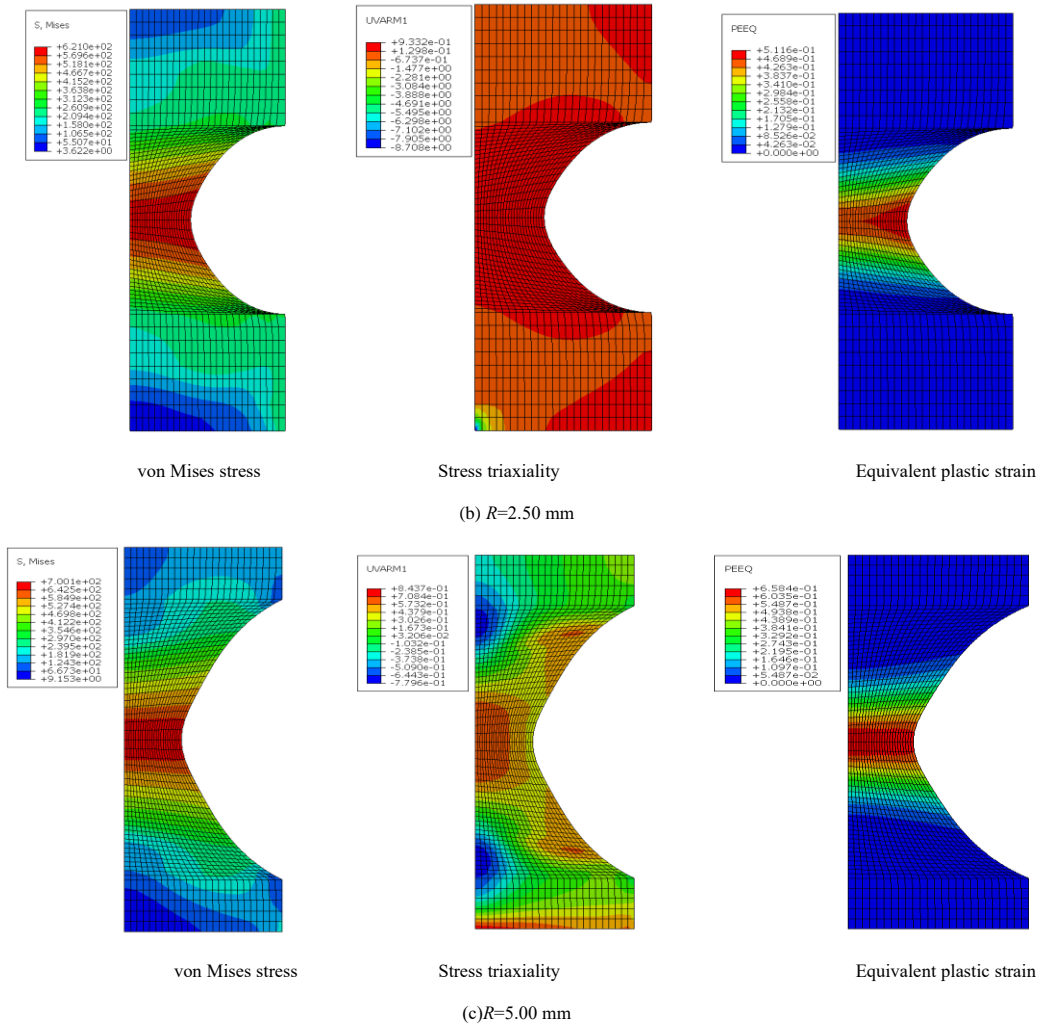 S, Mises
+6.210e+02
+5.696e+02
+5.181e+02
+4.667e+02
+4.152e+02
+3.638e+02
+3.123e+02
+2.609e+02
+2.094e+02
+1.580e+02
+1.065e+02
+5.507e+01
+3.622e+00
UVARM1
+9.332e-01
+1.298e-01
-6.737e-01
-1.477e+00
-2.281e+00
-3.084e+00
-3.888e+00
-4.691e+00
-5.495e+00
-6.298e+00
-7.102e+00
-7.905e+00
-8.708e+00
PEEQ
+5.116e-01
+4.689e-01
+4.263e-01
+3.837e-01
+3.410e-01
+2.984e-01
+2.558e-01
+2.132e-01
+1.705e-01
+1.279e-01
+8.526e-02
+4.263e-02
+0.000e+00
von Mises stress Stress triaxiality Equivalent plastic strain
(b) R=2.50 mm
S, Mises
+7.001e+02
+6.425e+02
+5.849e+02
+5.274e+02
+4.698e+02
+4.122e+02
+3.546e+02
+2.970e+02
+2.395e+02
+1.819e+02
+1.243e+02
+6.673e+01
+9.153e+00
UVARM1
+8.437e-01
+7.084e-01
+5.732e-01
+4.379e-01
+3.026e-01
+1.673e-01
+3.206e-02
-1.032e-01
-2.385e-01
-3.738e-01
-5.090e-01
-6.443e-01
-7.796e-01
PEEQ
+6.584e-01
+6.035e-01
+5.487e-01
+4.938e-01
+4.389e-01
+3.841e-01
+3.292e-01
+2.743e-01
+2.195e-01
+1.646e-01
+1.097e-01
+5.487e-02
+0.000e+00
von Mises stress Stress triaxiality Equivalent plastic strain
(c)R=5.00 mm